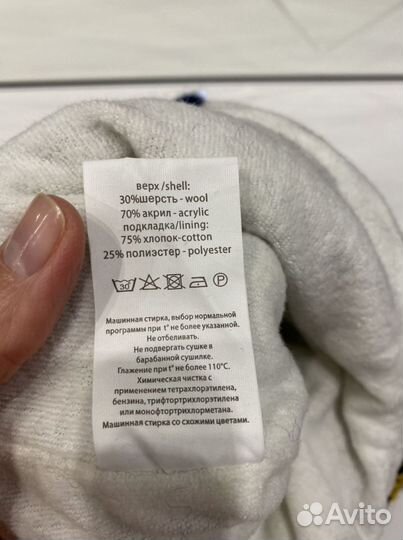 верх/shell:
30%шерсть - wool
70% акрил - acrylic
подкладка/lining:
75% хлопок-cotton
25% полиэстер - polyester
30 P
Машинная стирка, выбор нормальной
программы при t° не более указанной.
Не отбеливать.
Не подвергать сушке в
барабанной сушилке.
Глажение при t° не более 110°C.
Химическая чистка с
применением тетрахлорэтилена,
бензина, трифтортрихлорэтилена или
монофтортрихлорметана.
Машинная стирка со схожими цветами.
Avito